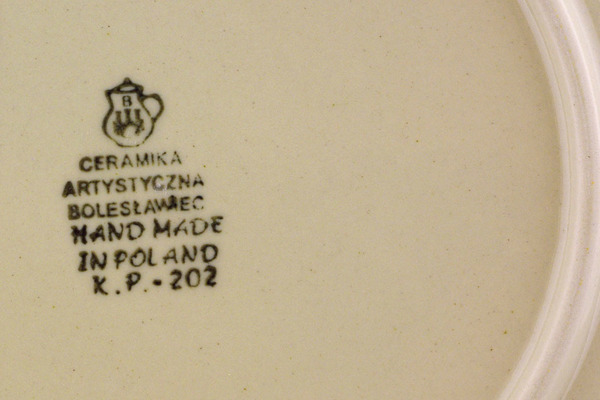 B
CERAMIKA
ARTYSTYCZNA
BOLESŁAWIEC
HAND MADE
IN POLAND
K.P.-202